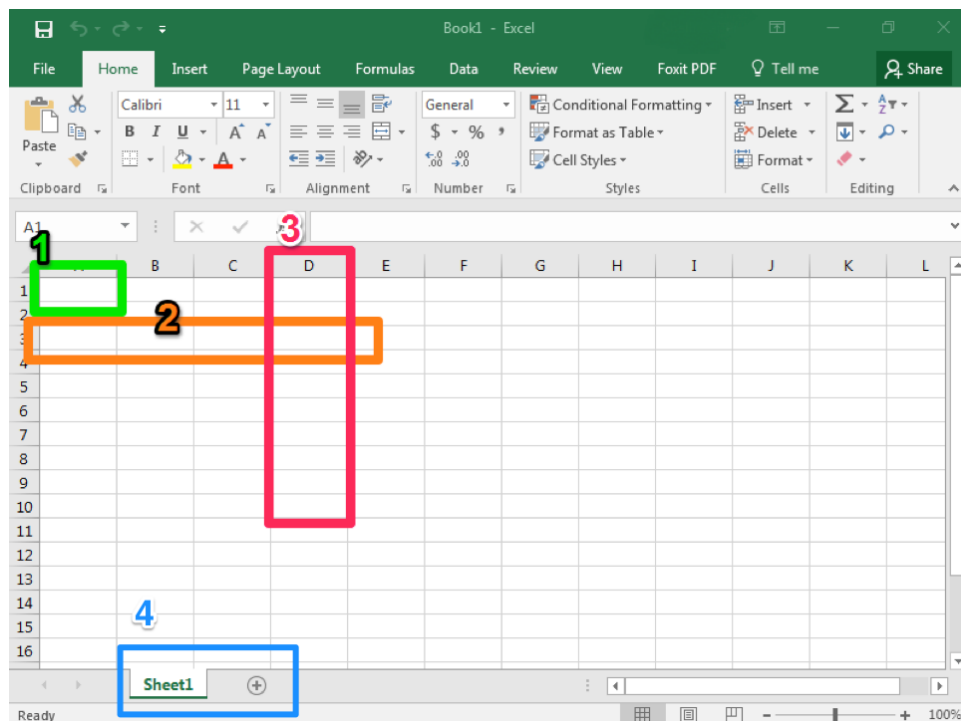 Book1 - Excel
File Home Insert Page Layout Formulas Data Review View Foxit PDF Tell me Share
Calibri 11 General Conditional Formatting Insert Σ A Z
Paste B I U A A $ % , Format as Table Delete
A .00 .0 Cell Styles Format
Clipboard Font Alignment Number Styles Cells Editing
A1 3
1
B C D E F G H I J K L
1
2 2
3
4
5
6
7
8
9
10
11
12
13
14 4
15
16
Sheet1
Ready 100%